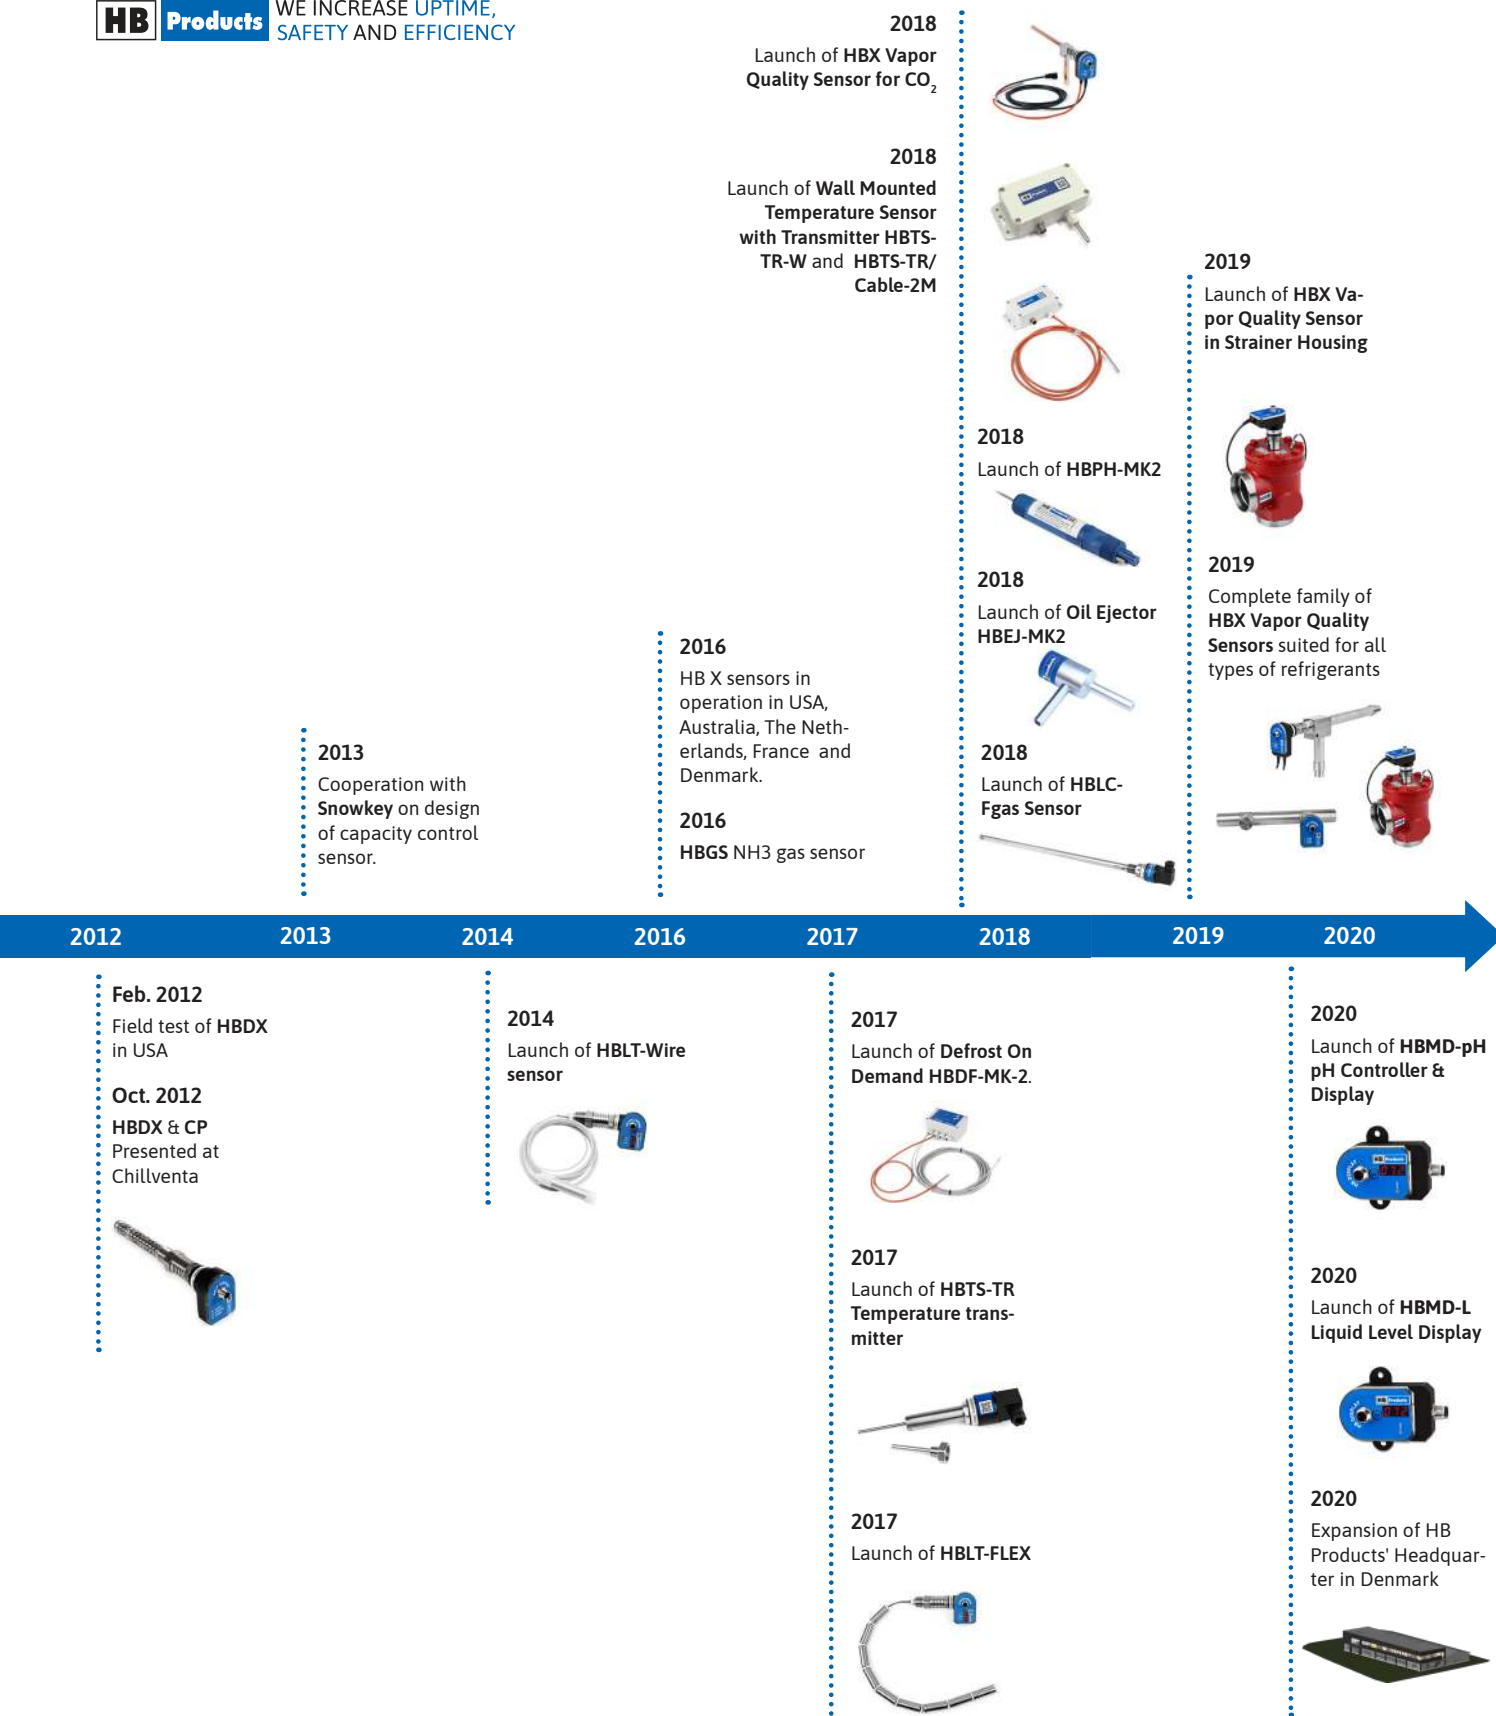 HB Products
WE INCREASE UPTIME,
SAFETY AND EFFICIENCY
2018
Launch of HBX Vapor
Quality Sensor for CO2
2018
Launch of Wall Mounted
Temperature Sensor
with Transmitter HBTS-
TR-W and HBTS-TR/
Cable-2M
2018
Launch of HBPH-MK2
2018
Launch of Oil Ejector
HBEJ-MK2
2018
Launch of HBLC-
Fgas Sensor
2019
Launch of HBX Va-
por Quality Sensor
in Strainer Housing
2019
Complete family of
HBX Vapor Quality
Sensors suited for all
types of refrigerants
2016
HB X sensors in
operation in USA,
Australia, The Neth-
erlands, France and
Denmark.
2016
HBGS NH3 gas sensor
2013
Cooperation with
Snowkey on design
of capacity control
sensor.
2012 2013 2014 2016 2017 2018 2019 2020
Feb. 2012
Field test of HBDX
in USA
Oct. 2012
HBDX & CP
Presented at
Chillventa
2014
Launch of HBLT-Wire
sensor
2017
Launch of Defrost On
Demand HBDF-MK-2.
2017
Launch of HBTS-TR
Temperature trans-
mitter
2017
Launch of HBLT-FLEX
2020
Launch of HBMD-pH
pH Controller &
Display
HB Products
2020
Launch of HBMD-L
Liquid Level Display
HB Products
2020
Expansion of HB
Products' Headquar-
ter in Denmark